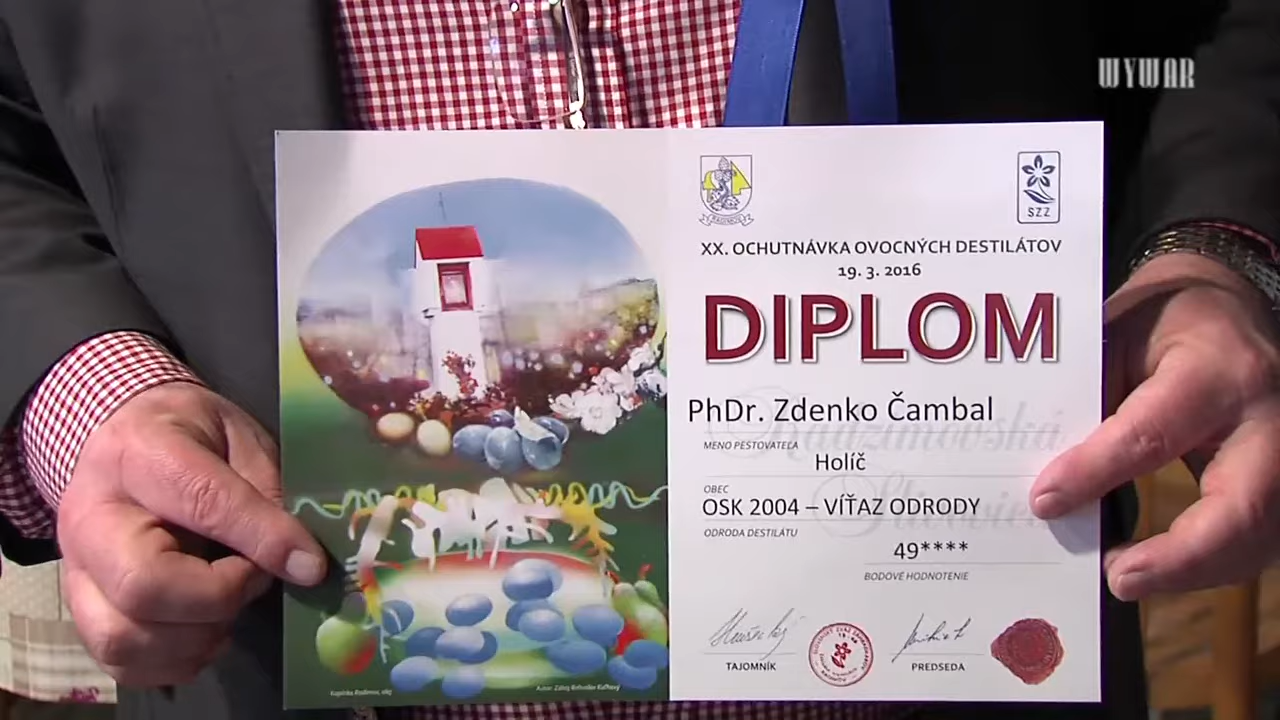 WYWAR
SZZ
XX. OCHUTNÁVKA OVOCNÝCH DESTILÁTOV
19. 3. 2016
DIPLOM
PhDr. Zdenko Čambal
MENO PESTOVATEĽA
Holíč
OBEC
OSK 2004 – VÍŤAZ ODRODY
ODRODA DESTILÁTU
49****
BODOVÉ HODNOTENIE
TAJOMNÍK
PREDSEDA